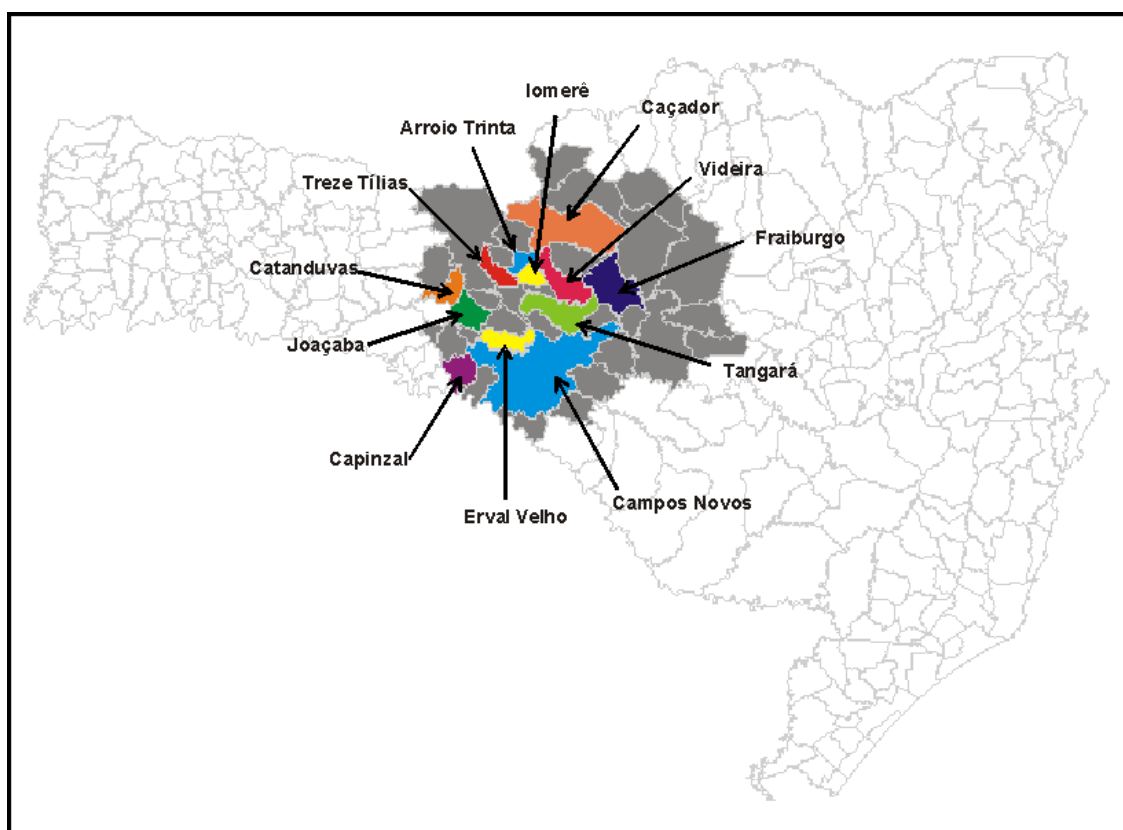 Iomerê
Caçador
Arroio Trinta
Videira
Treze Tílias
Fraiburgo
Catanduvas
Joaçaba
Tangará
Capinzal
Campos Novos
Erval Velho